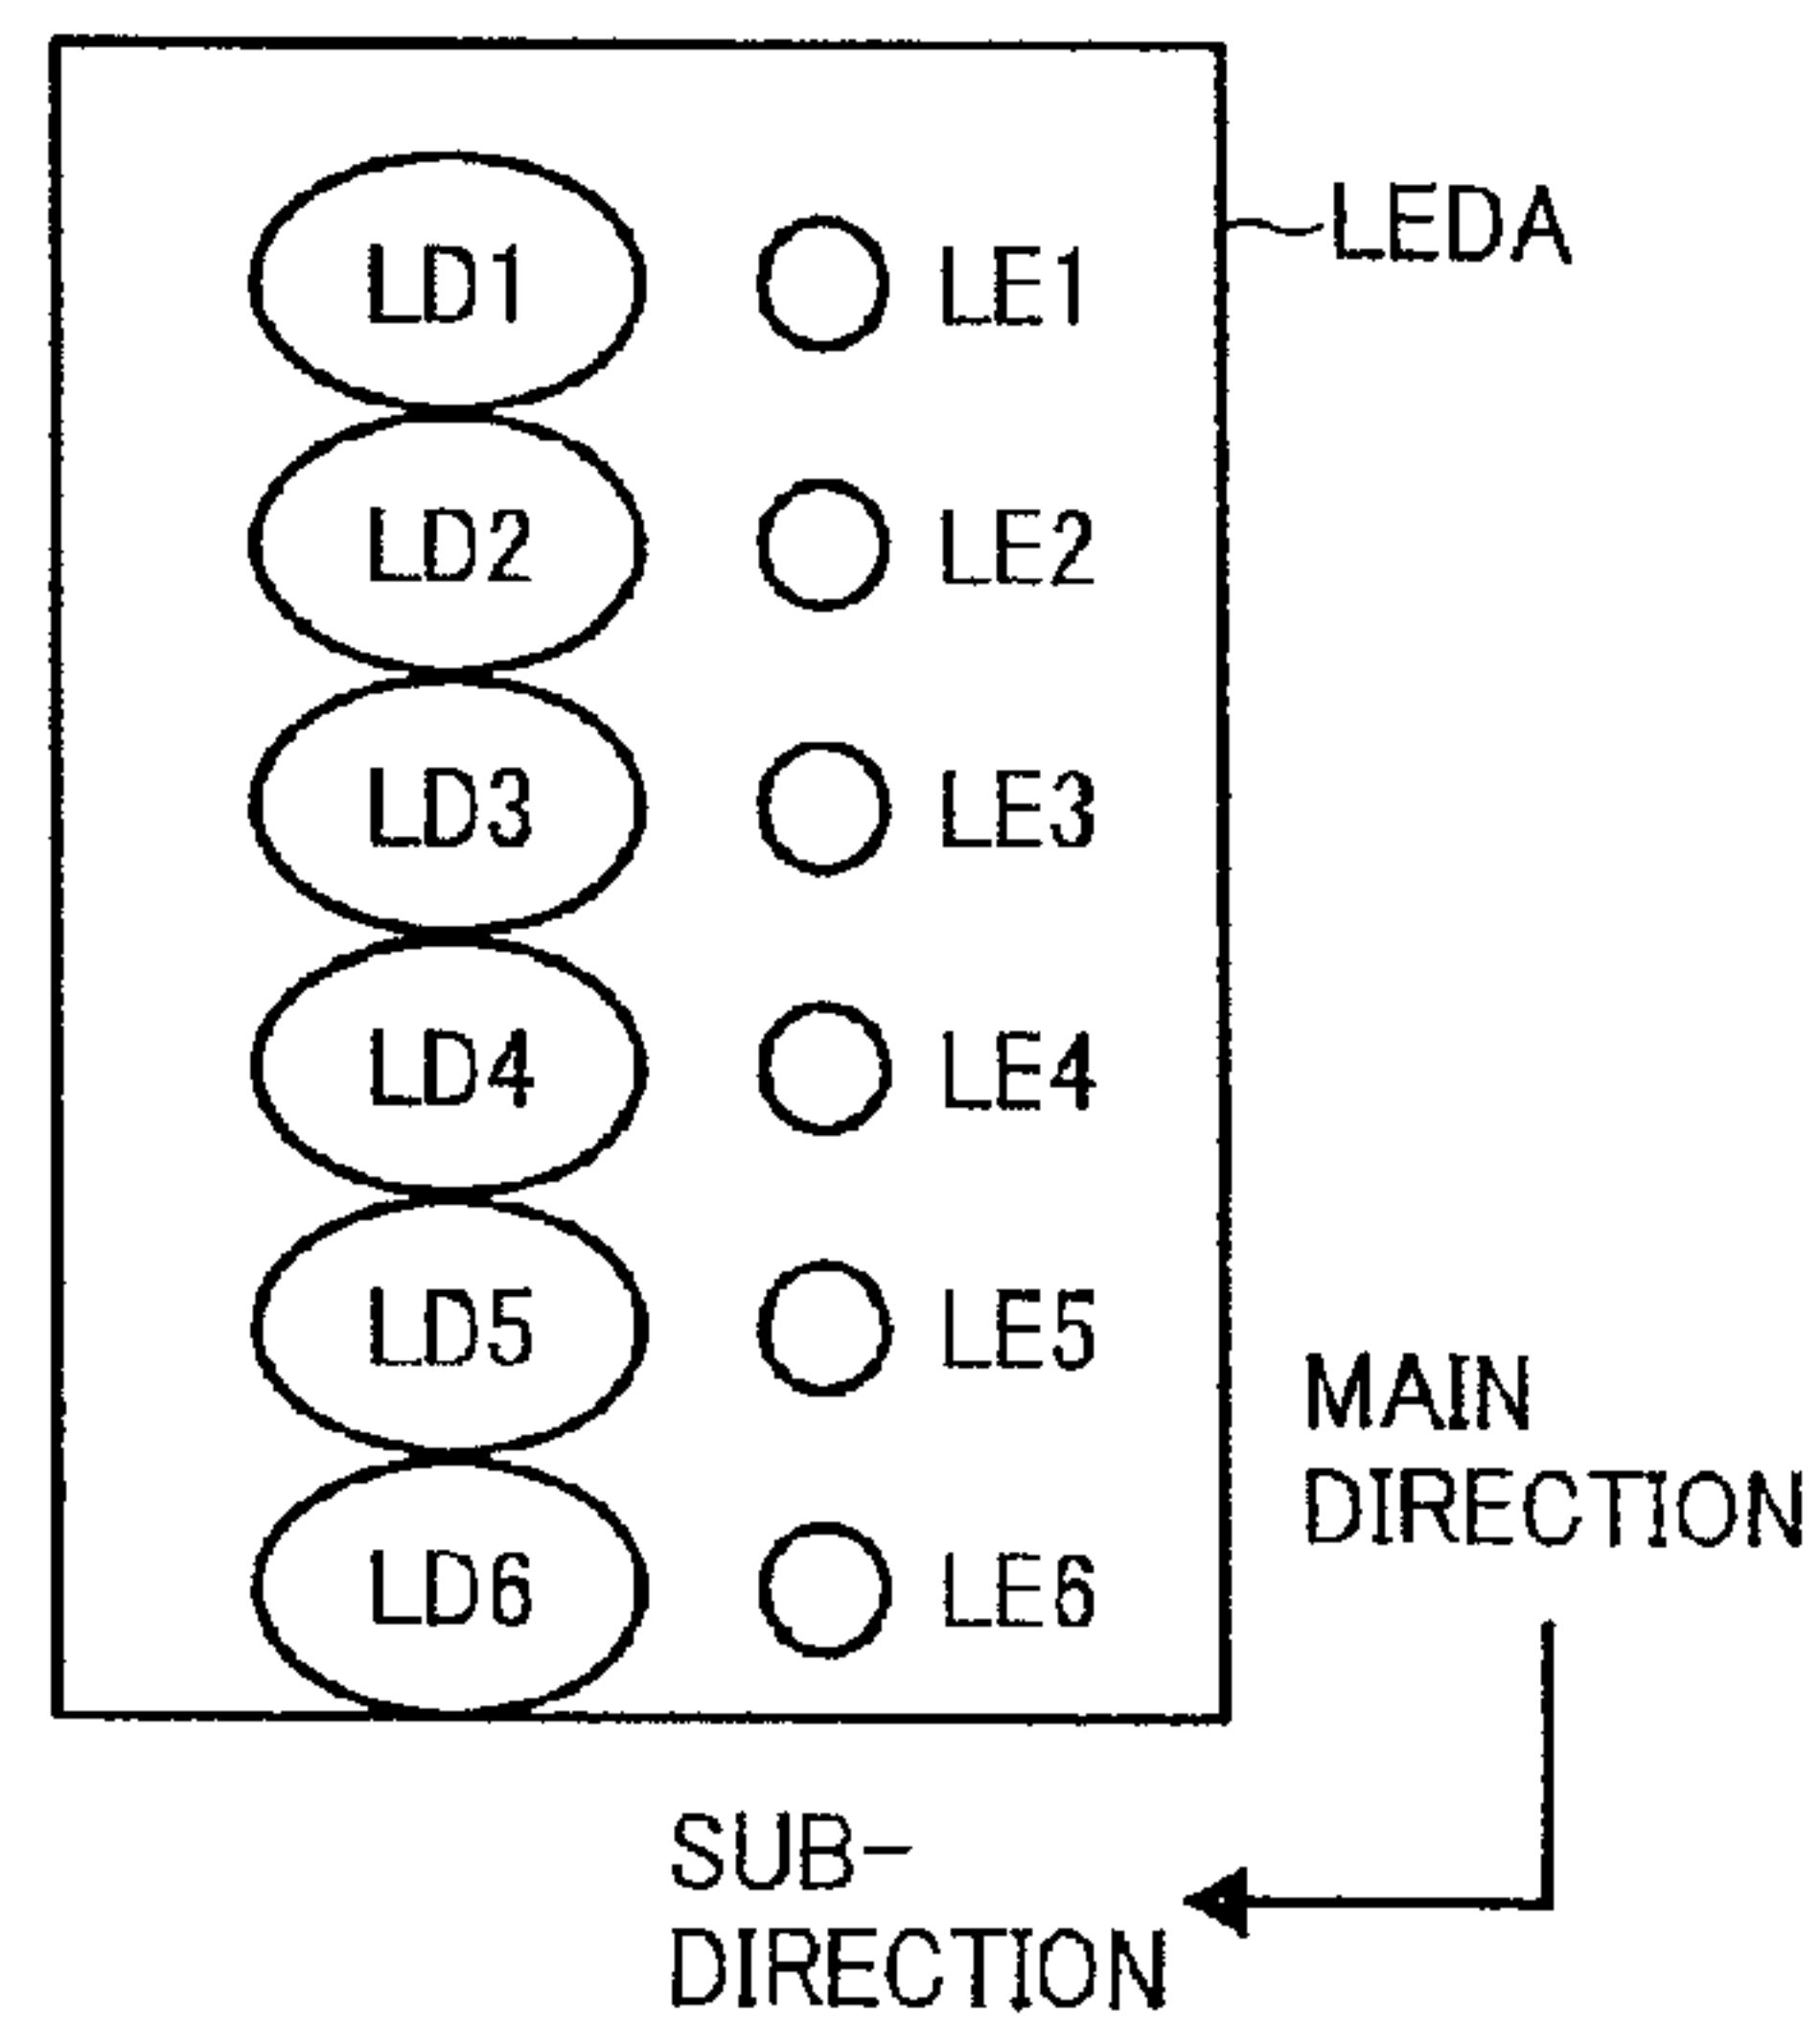 LD1 LE1 LEDA
LD2 LE2
LD3 LE3
LD4 LE4
LD5 LE5
LD6 LE6
MAIN
DIRECTION
SUB-
DIRECTION